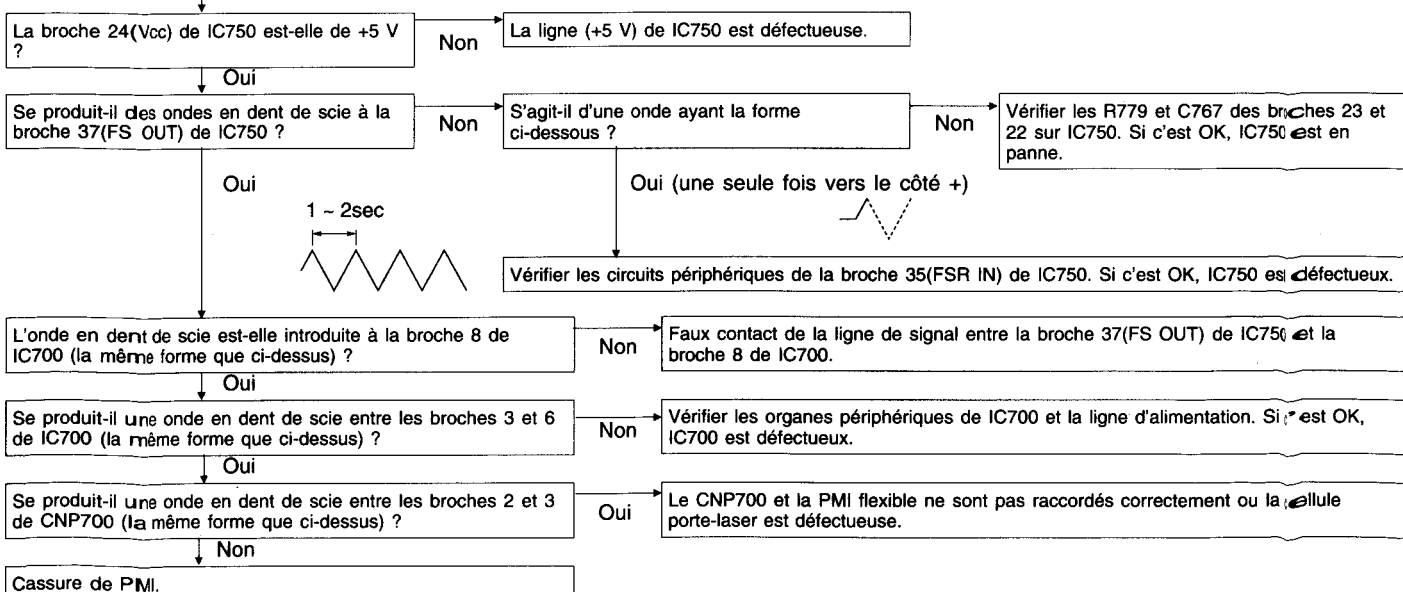 La broche 24(Vcc) de IC750 est-elle de +5 V
?
Non
La ligne (+5 V) de IC750 est défectueuse.
Oui
Se produit-il des ondes en dent de scie à la
broche 37(FS OUT) de IC750 ?
Non
S'agit-il d'une onde ayant la forme
ci-dessous ?
Non
Vérifier les R779 et C767 des broches 23 et
22 sur IC750. Si c'est OK, IC750 est en
panne.
Oui
Oui (une seule fois vers le côté +)
1 ~ 2sec
Vérifier les circuits périphériques de la broche 35(FSR IN) de IC750. Si c'est OK, IC750 est défectueux.
L'onde en dent de scie est-elle introduite à la broche 8 de
IC700 (la même forme que ci-dessus) ?
Non
Faux contact de la ligne de signal entre la broche 37(FS OUT) de IC750 et la
broche 8 de IC700.
Oui
Se produit-il une onde en dent de scie entre les broches 3 et 6
de IC700 (la même forme que ci-dessus) ?
Non
Vérifier les organes périphériques de IC700 et la ligne d'alimentation. Si c'est OK,
IC700 est défectueux.
Oui
Se produit-il une onde en dent de scie entre les broches 2 et 3
de CNP700 (la même forme que ci-dessus) ?
Oui
Le CNP700 et la PMI flexible ne sont pas raccordés correctement ou la cellule
porte-laser est défectueuse.
Non
Cassure de PMI.